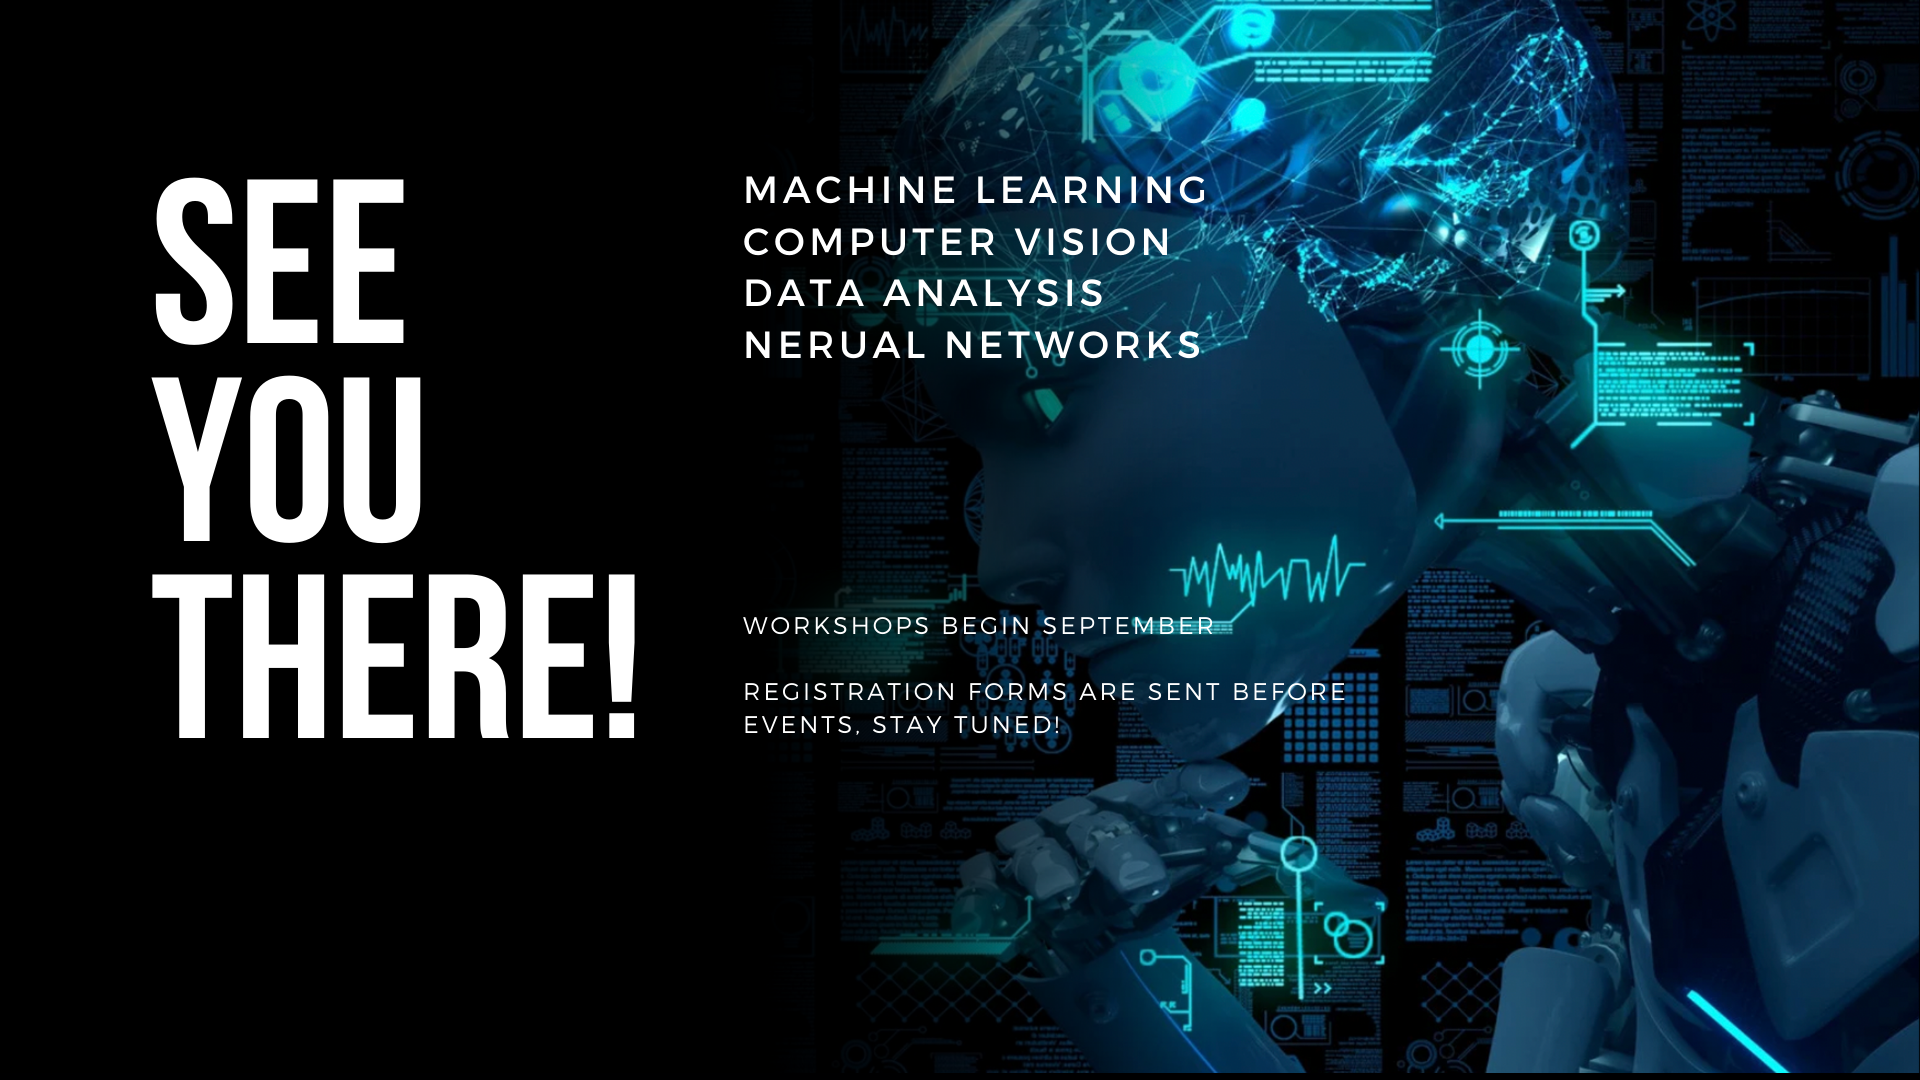 SEE
YOU
THERE!
MACHINE LEARNING
COMPUTER VISION
DATA ANALYSIS
NERUAL NETWORKS
WORKSHOPS BEGIN SEPTEMBER
REGISTRATION FORMS ARE SENT BEFORE
EVENTS, STAY TUNED!